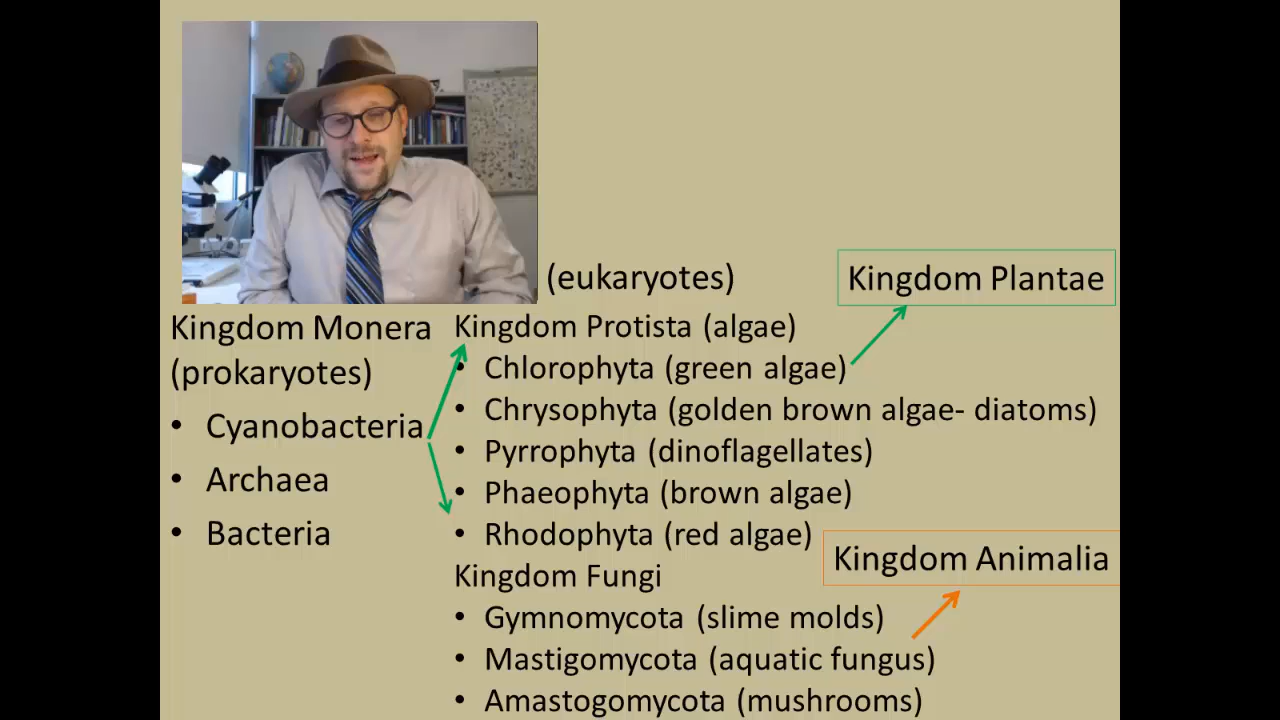 (eukaryotes)
Kingdom Plantae
Kingdom Monera
(prokaryotes)
• Cyanobacteria
• Archaea
• Bacteria
Kingdom Protista (algae)
• Chlorophyta (green algae)
• Chrysophyta (golden brown algae- diatoms)
• Pyrrophyta (dinoflagellates)
• Phaeophyta (brown algae)
• Rhodophyta (red algae)
Kingdom Animalia
Kingdom Fungi
• Gymnomycota (slime molds)
• Mastigomycota (aquatic fungus)
• Amastogomycota (mushrooms)